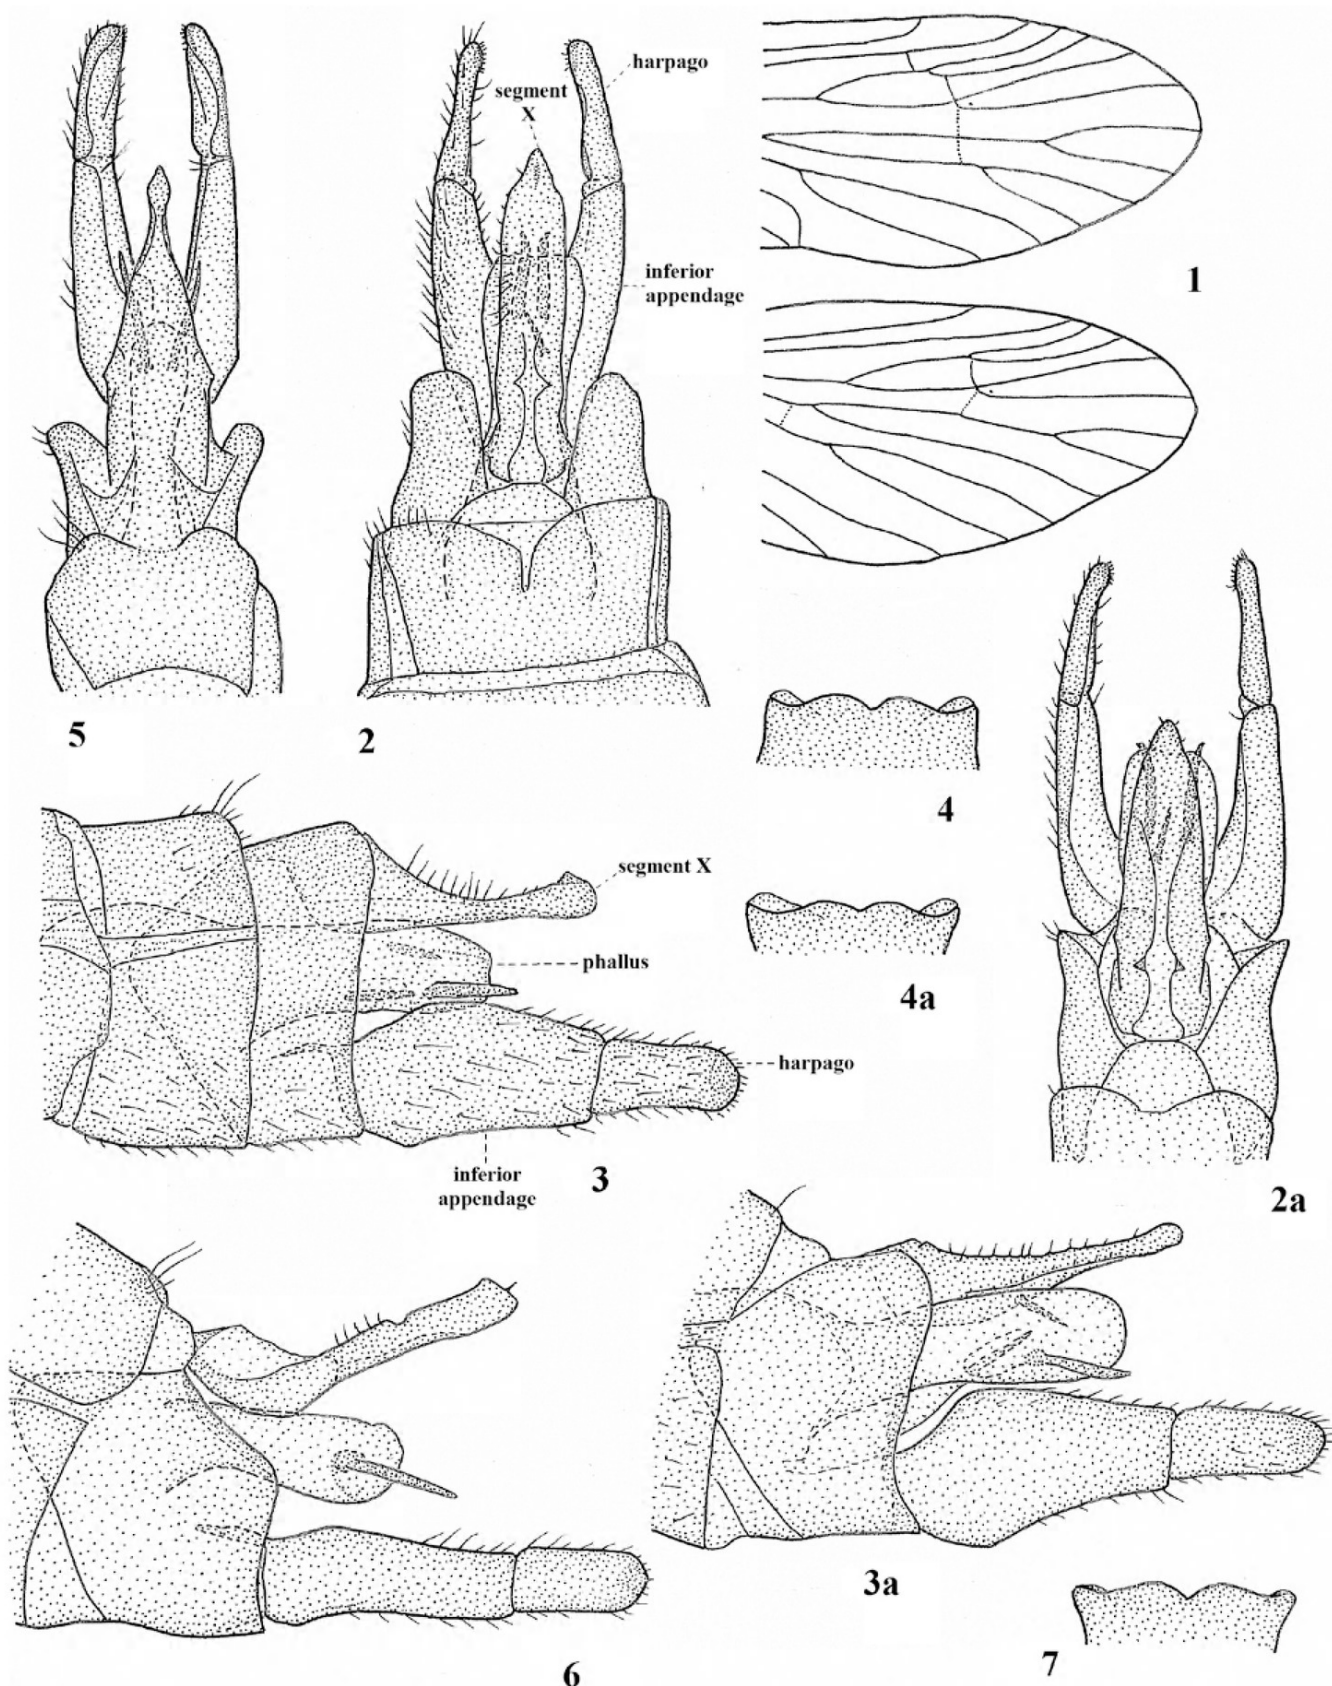 harpago
segment
X
inferior
appendage
1
5
2
4
segment X
phallus
4a
harpago
inferior
appendage
3
2a
3a
6
7